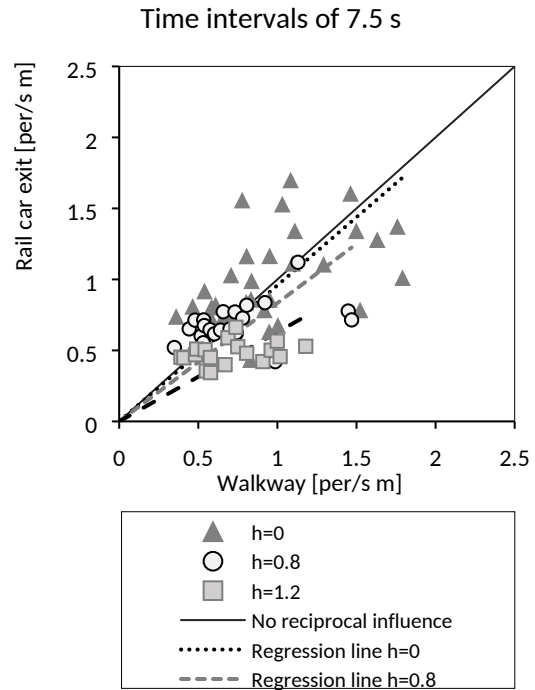 Time intervals of 7.5 s
Rail car exit [per/s m]
2.5
2
1.5
1
0.5
0
0 0.5 1 1.5 2 2.5
Walkway [per/s m]
h=0
h=0.8
h=1.2
No reciprocal influence
Regression line h=0
Regression line h=0.8